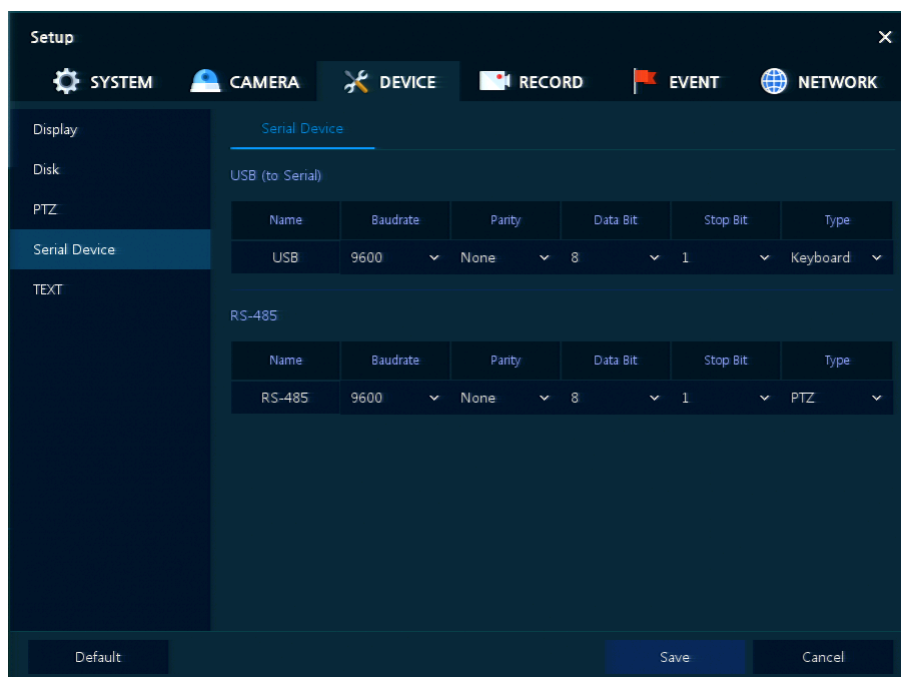 Setup
SYSTEM CAMERA DEVICE RECORD EVENT NETWORK
Display
Disk
PTZ
Serial Device
TEXT
Serial Device
USB (to Serial)
Name Baudrate Parity Data Bit Stop Bit Type
USB 9600 None 8 1 Keyboard
RS-485
Name Baudrate Parity Data Bit Stop Bit Type
RS-485 9600 None 8 1 PTZ
Default Save Cancel